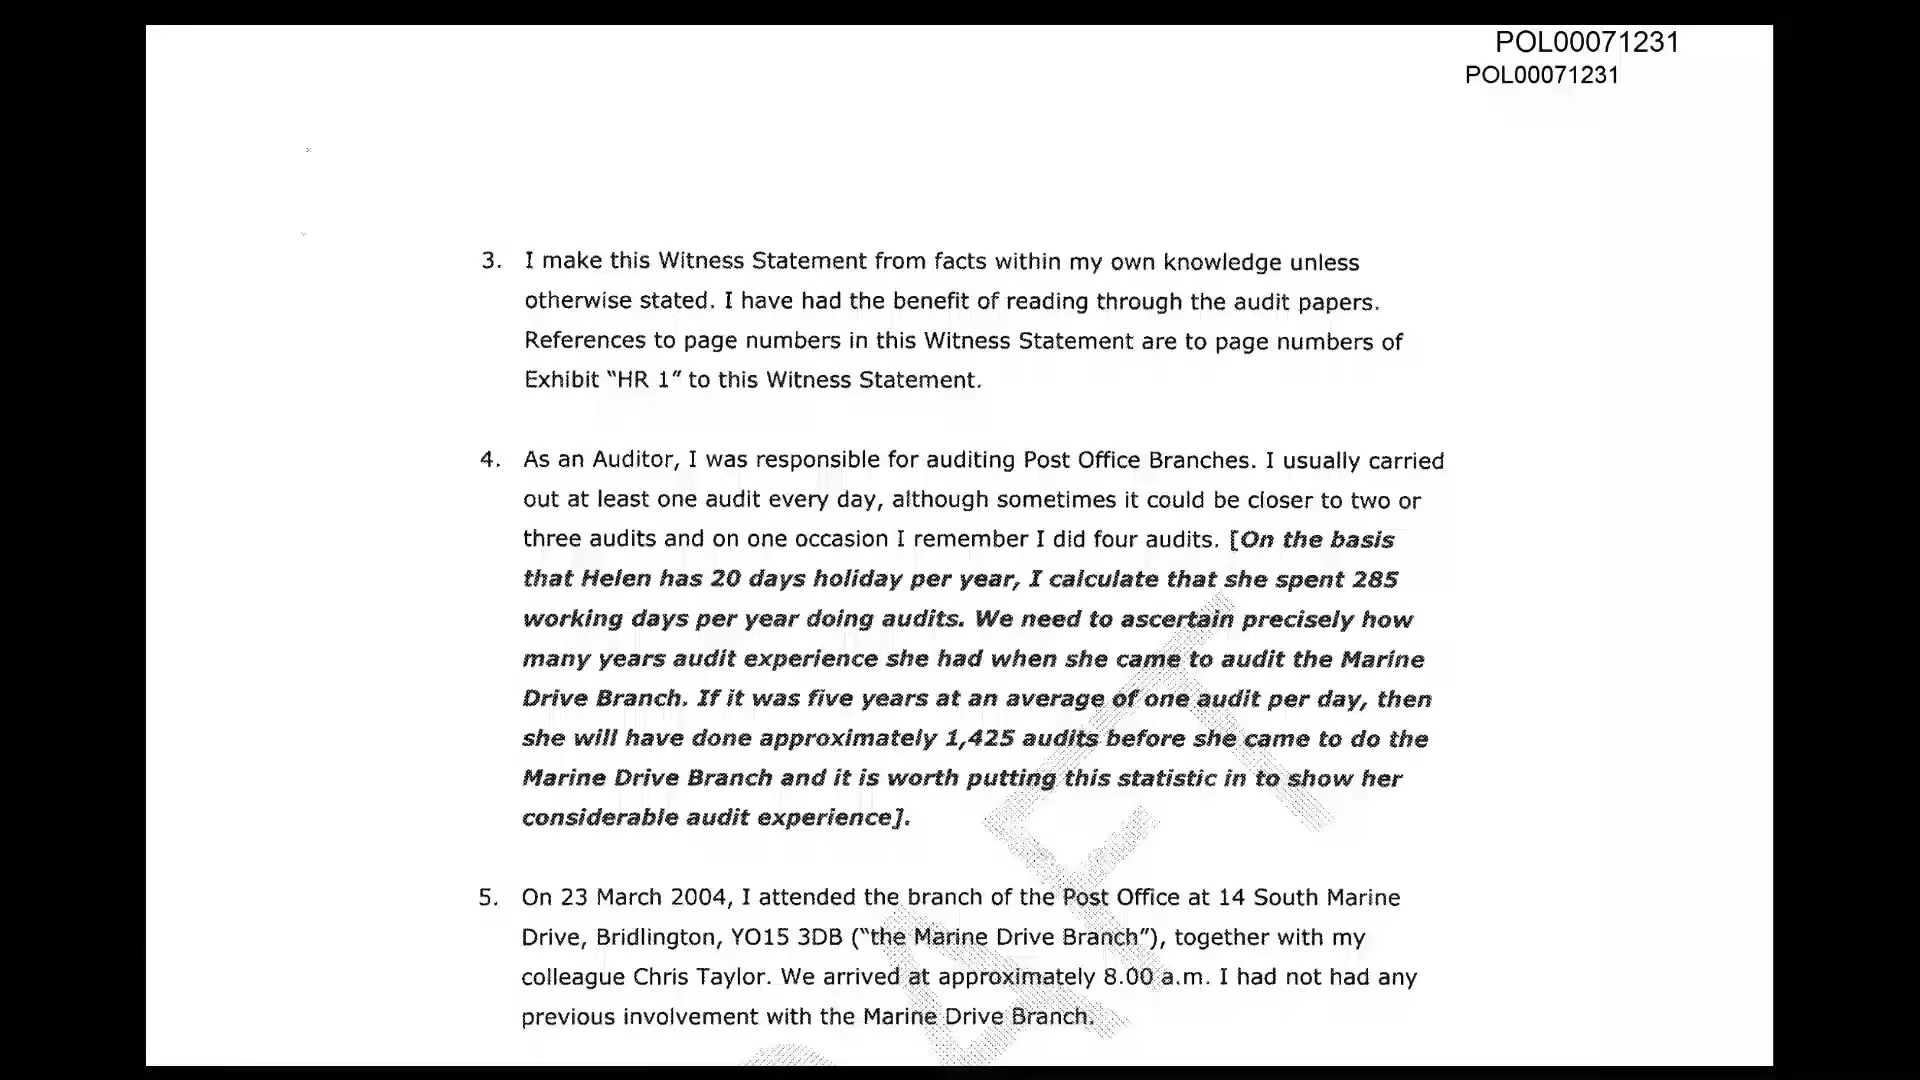 POL00071231
POL00071231
3. I make this Witness Statement from facts within my own knowledge unless
otherwise stated. I have had the benefit of reading through the audit papers.
References to page numbers in this Witness Statement are to page numbers of
Exhibit “HR 1” to this Witness Statement.
4. As an Auditor, I was responsible for auditing Post Office Branches. I usually carried
out at least one audit every day, although sometimes it could be closer to two or
three audits and on one occasion I remember I did four audits. [On the basis
that Helen has 20 days holiday per year, I calculate that she spent 285
working days per year doing audits. We need to ascertain precisely how
many years audit experience she had when she came to audit the Marine
Drive Branch. If it was five years at an average of one audit per day, then
she will have done approximately 1,425 audits before she came to do the
Marine Drive Branch and it is worth putting this statistic in to show her
considerable audit experience].
5. On 23 March 2004, I attended the branch of the Post Office at 14 South Marine
Drive, Bridlington, YO15 3DB (“the Marine Drive Branch”), together with my
colleague Chris Taylor. We arrived at approximately 8.00 a.m. I had not had any
previous involvement with the Marine Drive Branch.
DRAFT